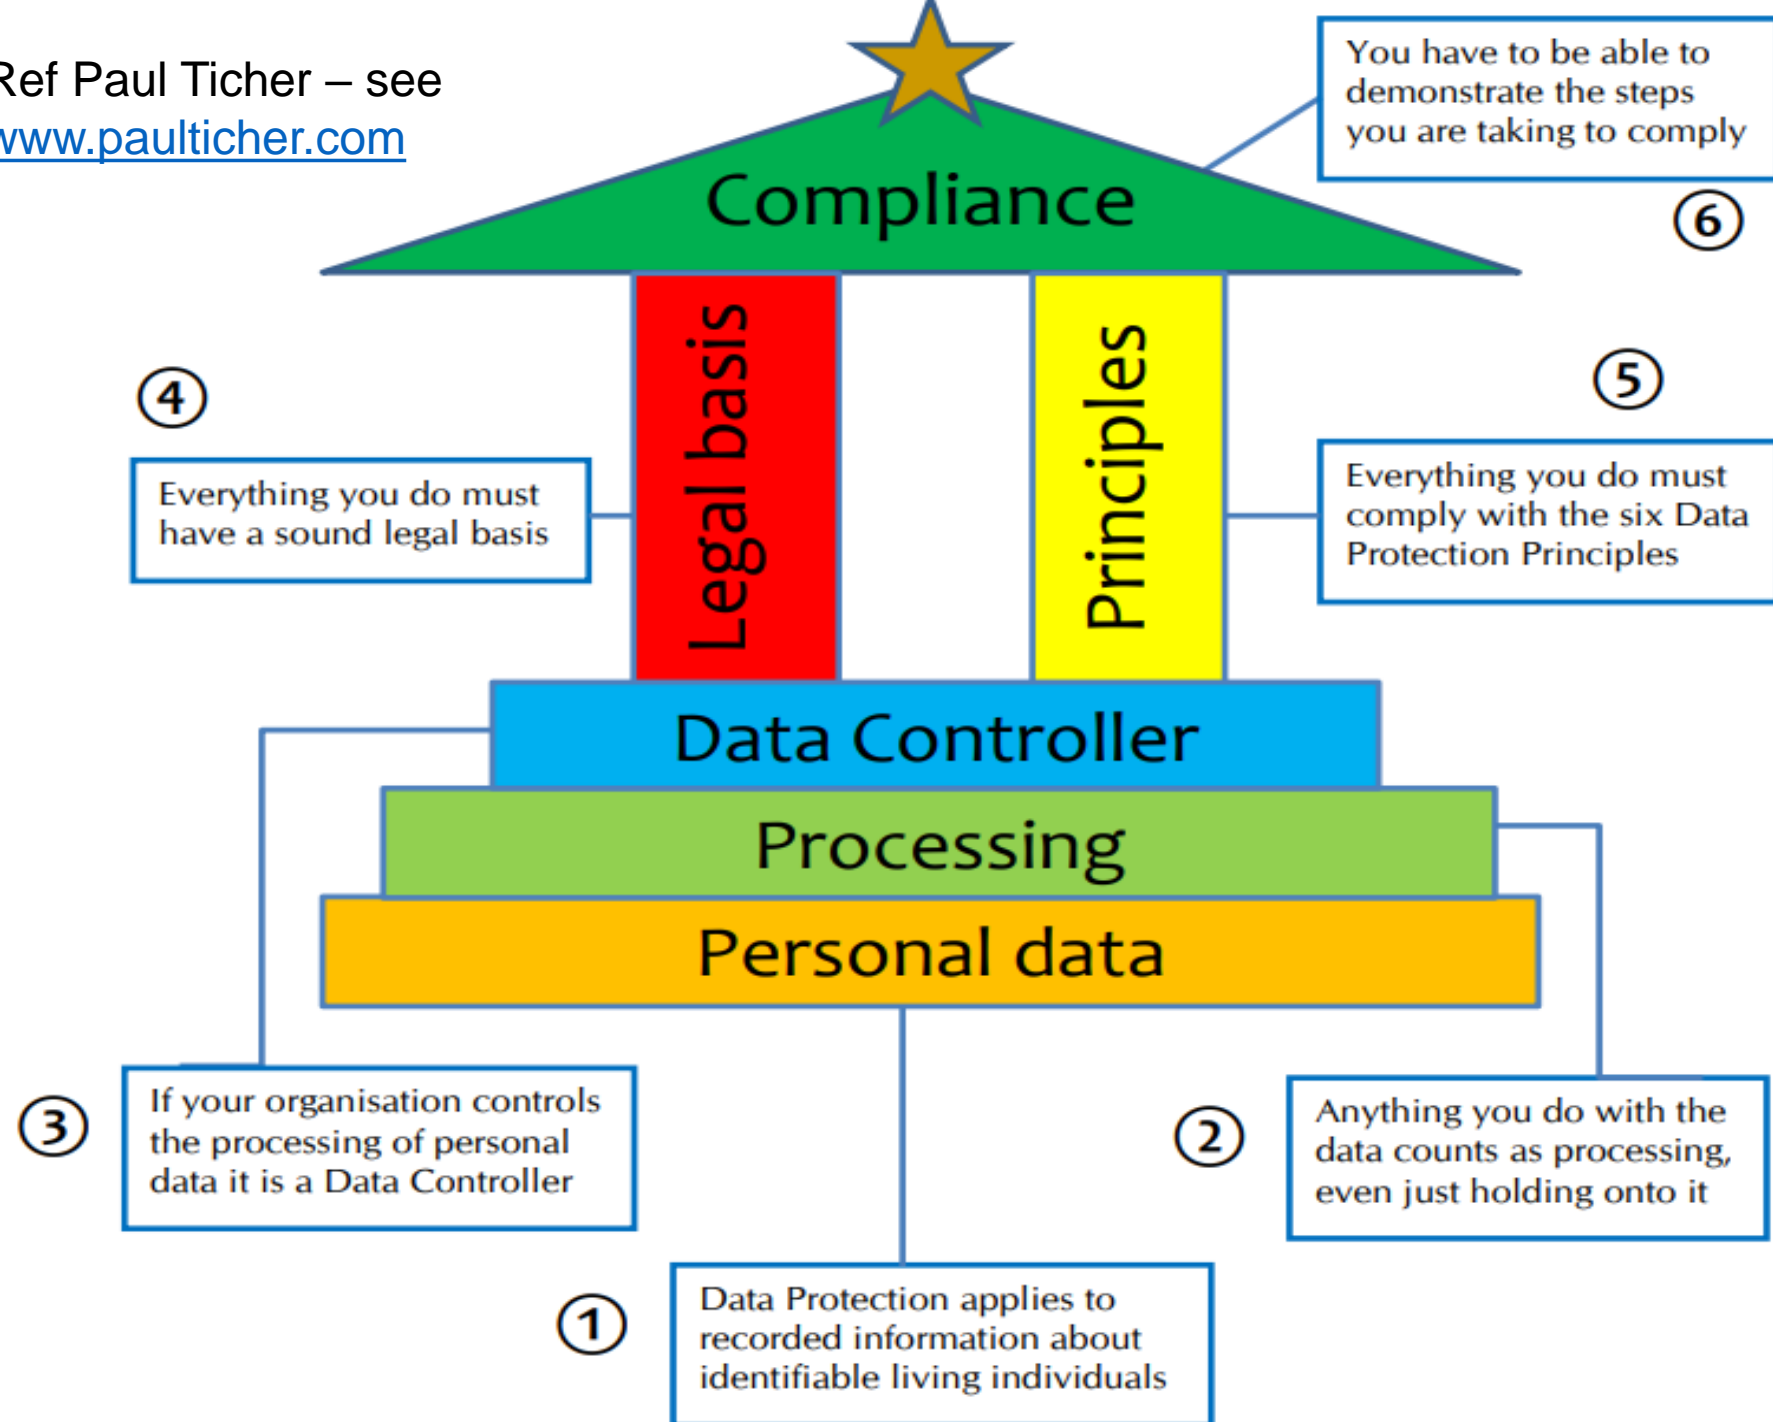 Ref Paul Ticher – see
www.paulticher.com
You have to be able to
demonstrate the steps
you are taking to comply
⑥
Compliance
④
Everything you do must
have a sound legal basis
Legal basis
Principles
⑤
Everything you do must
comply with the six Data
Protection Principles
Data Controller
Processing
Personal data
③
If your organisation controls
the processing of personal
data it is a Data Controller
②
Anything you do with the
data counts as processing,
even just holding onto it
①
Data Protection applies to
recorded information about
identifiable living individuals